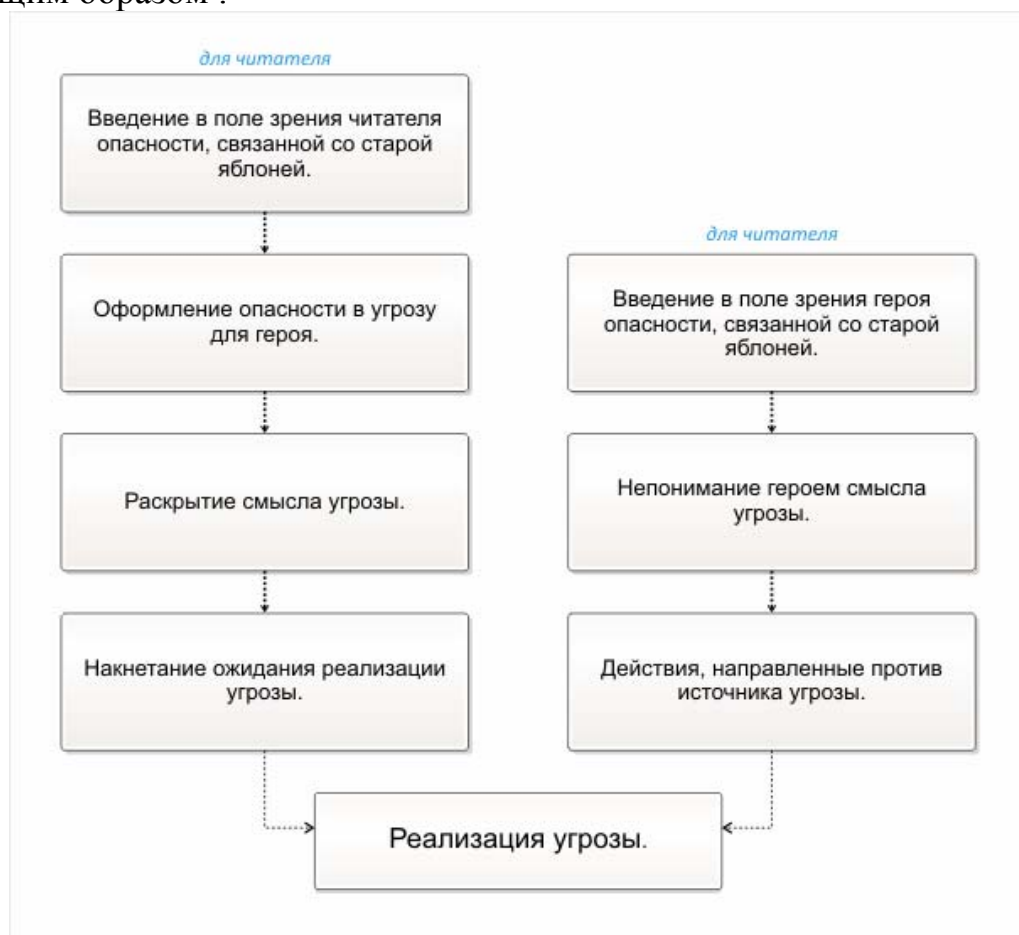 щим образом .
для читателя
Введение в поле зрения читателя
опасности, связанной со старой
яблоней.
Оформление опасности в угрозу
для героя.
Раскрытие смысла угрозы.
Накнетание ожидания реализации
угрозы.
для читателя
Введение в поле зрения героя
опасности, связанной со старой
яблоней.
Непонимание героем смысла
угрозы.
Действия, направленные против
источника угрозы.
Реализация угрозы.